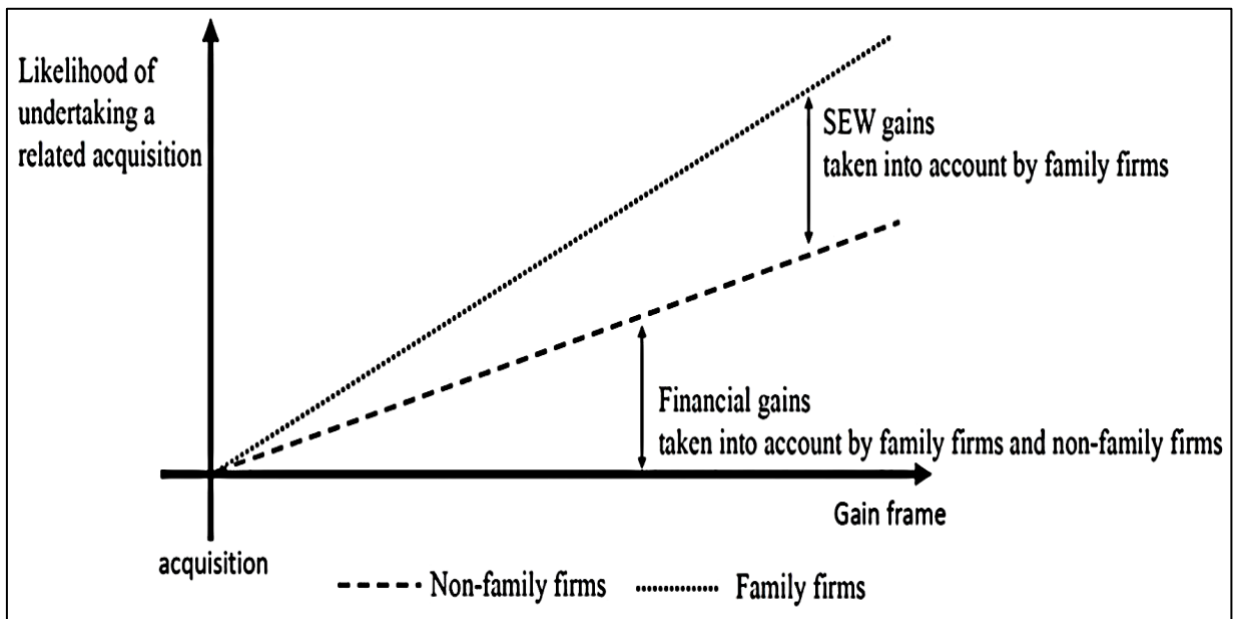 Likelihood of
undertaking a
related acquisition
SEW gains
taken into account by family firms
Financial gains
taken into account by family firms and non-family firms
Gain frame
acquisition
Non-family firms
Family firms